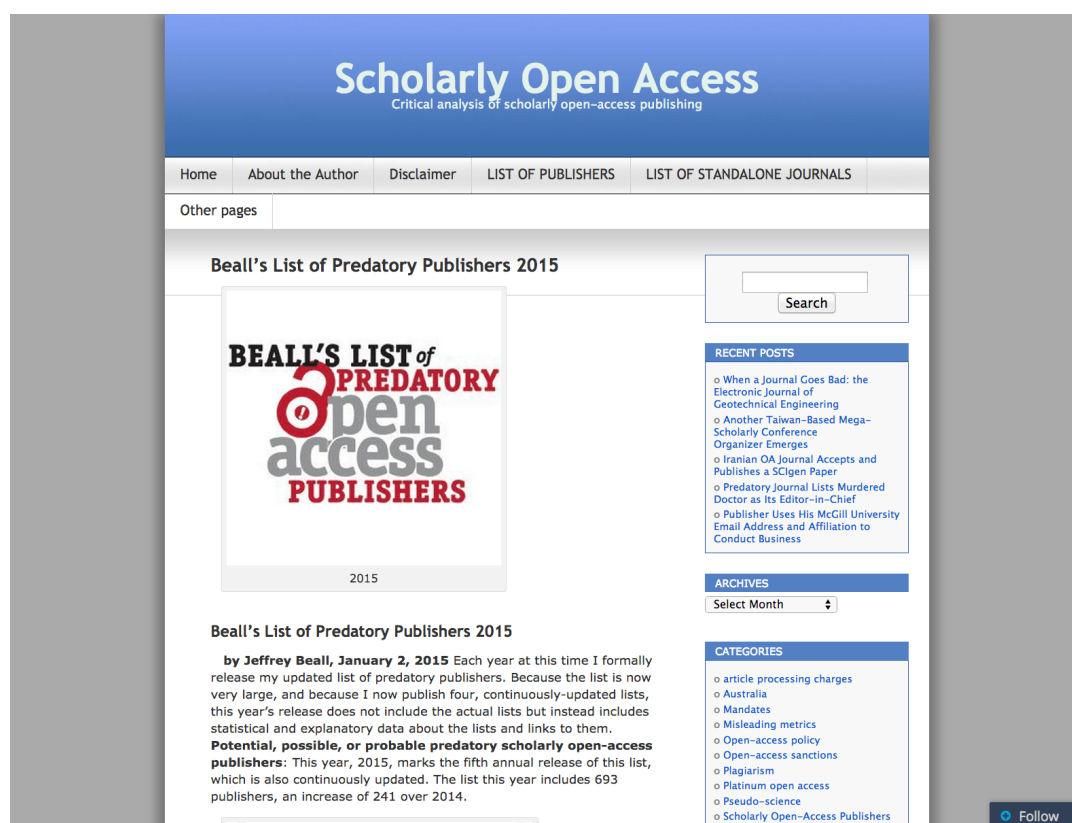 Scholarly Open Access
Critical analysis of scholarly open-access publishing
Home
About the Author
Disclaimer
LIST OF PUBLISHERS
LIST OF STANDALONE JOURNALS
Other pages
Beall's List of Predatory Publishers 2015
BEALL'S LIST of
PREDATORY
open
access
PUBLISHERS
2015
Beall's List of Predatory Publishers 2015
by Jeffrey Beall, January 2, 2015 Each year at this time I formally
release my updated list of predatory publishers. Because the list is now
very large, and because I now publish four, continuously-updated lists,
this year's release does not include the actual lists but instead includes
statistical and explanatory data about the lists and links to them.
Potential, possible, or probable predatory scholarly open-access
publishers: This year, 2015, marks the fifth annual release of this list,
which is also continuously updated. The list this year includes 693
publishers, an increase of 241 over 2014.
Search
RECENT POSTS
When a Journal Goes Bad: the
Electronic Journal of
Geotechnical Engineering
Another Taiwan-Based Mega-
Scholarly Conference
Organizer Emerges
Iranian OA Journal Accepts and
Publishes a SCIgen Paper
Predatory Journal Lists Murdered
Doctor as Its Editor-in-Chief
Publisher Uses His McGill University
Email Address and Affiliation to
Conduct Business
ARCHIVES
Select Month
CATEGORIES
article processing charges
Australia
Mandates
Misleading metrics
Open-access policy
Open-access sanctions
Plagiarism
Platinum open access
Pseudo-science
Scholarly Open-Access Publishers
Follow